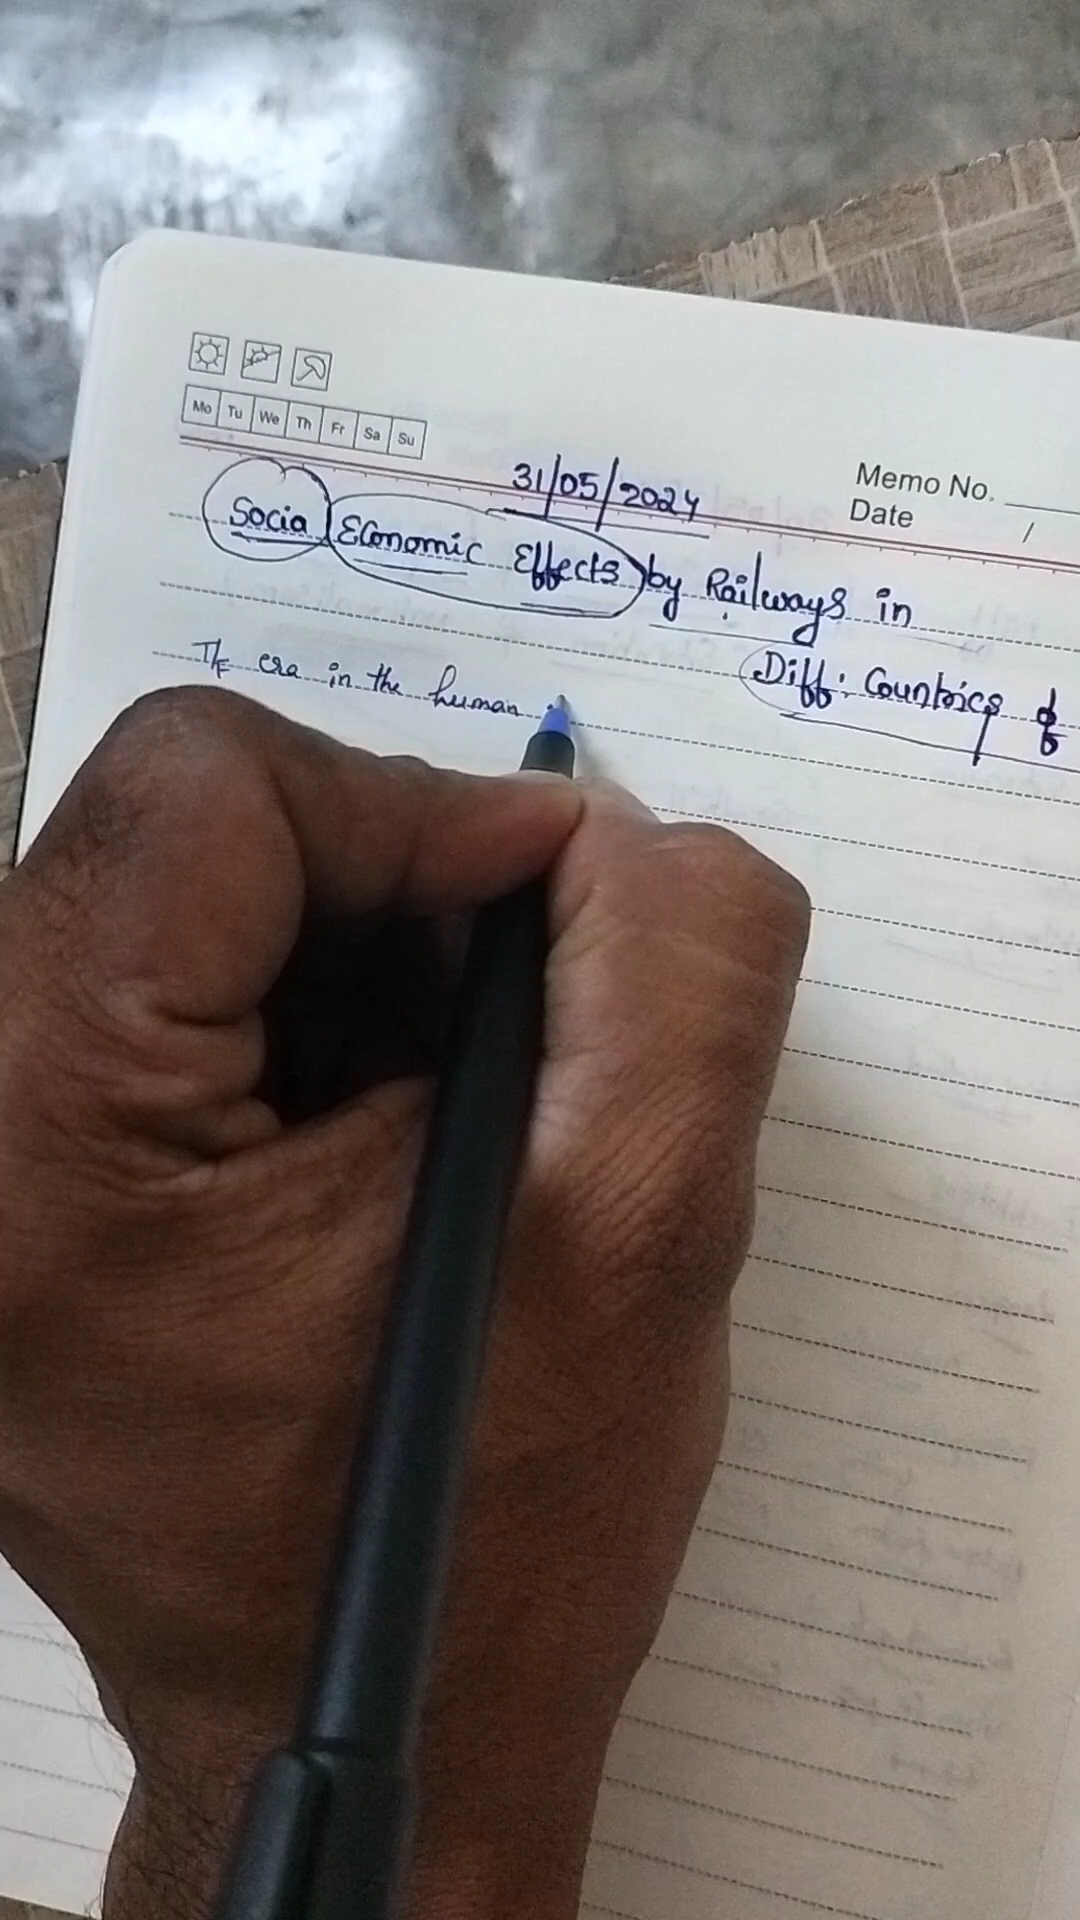 Mo Tu We Th Fr Sa Su
Memo No.
31/05/2024
Date /
Socia Economic Effects by Railways in
Diff. Countries of
The era in the human